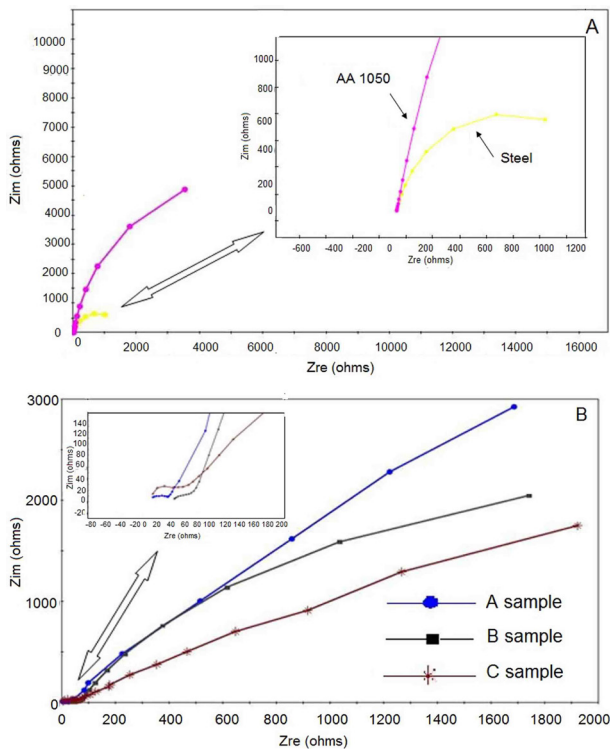 A
11000
10000
9000
8000
7000
6000
5000
4000
3000
2000
1000
0
Zim (ohms)
0 2000 4000 6000 8000 10000 12000 14000 16000
Zre (ohms)
1000
800
600
400
200
0
Zim (ohms)
AA 1050
Steel
-600 -400 -200 0 200 400 600 800 1000 1200
Zre (ohms)
B
3000
2000
1000
0
Zim (ohms)
0 200 400 600 800 1000 1200 1400 1600 1800 2000
Zre (ohms)
140
120
100
80
60
40
20
0
-20
Zim (ohms)
-80 -60 -40 -20 0 20 40 60 80 100 120 140 160 180 200
Zre (ohms)
A sample
B sample
C sample